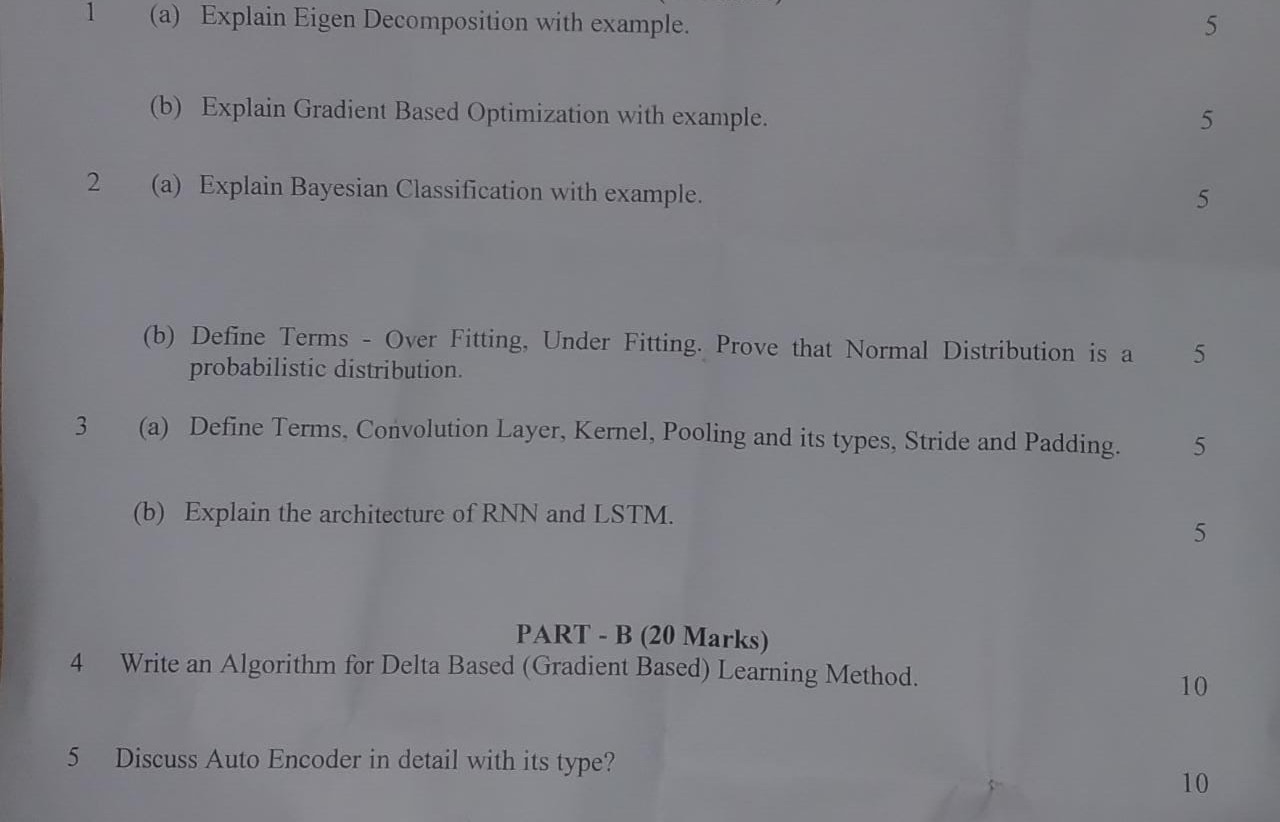 1 (a) Explain Eigen Decomposition with example. 5
(b) Explain Gradient Based Optimization with example. 5
2 (a) Explain Bayesian Classification with example. 5
(b) Define Terms - Over Fitting, Under Fitting. Prove that Normal Distribution is a 5
probabilistic distribution.
3 (a) Define Terms, Convolution Layer, Kernel, Pooling and its types, Stride and Padding. 5
(b) Explain the architecture of RNN and LSTM. 5
PART - B (20 Marks)
4 Write an Algorithm for Delta Based (Gradient Based) Learning Method. 10
5 Discuss Auto Encoder in detail with its type? 10